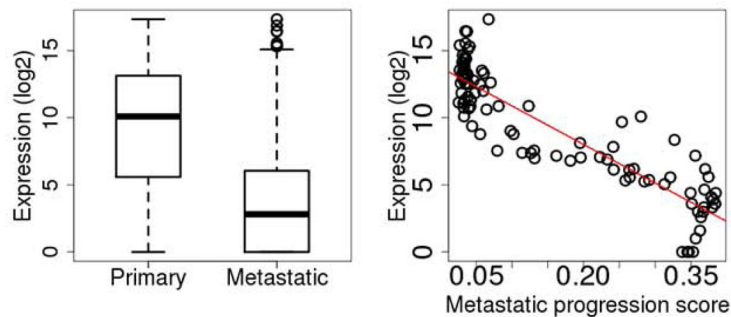 Expression (log2)
0 5 10 15
Primary Metastatic
Expression (log2)
0 5 10 15
0.05 0.20 0.35
Metastatic progression score